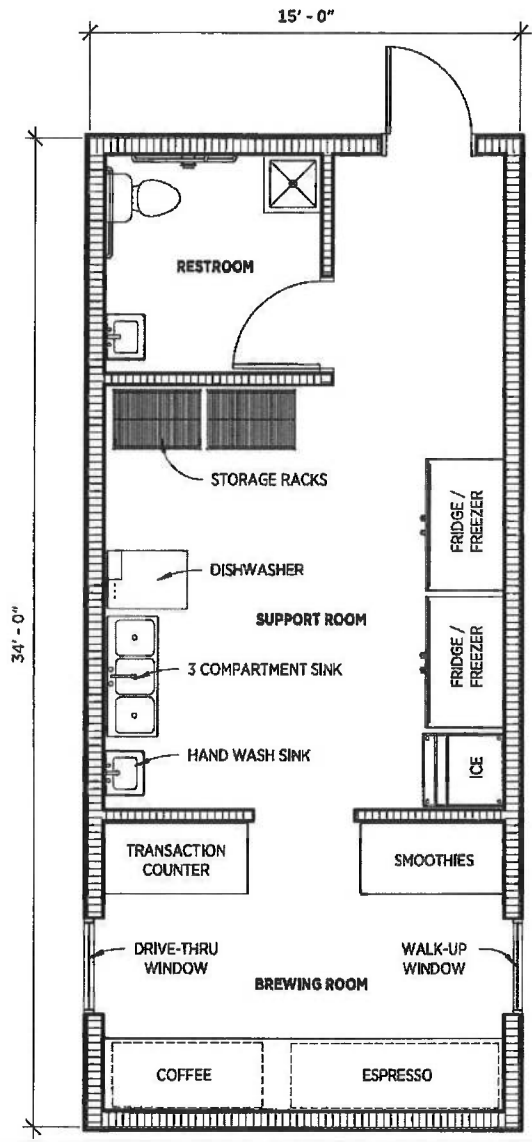 15' - 0"
34' - 0"
RESTROOM
STORAGE RACKS
FRIDGE /
FREEZER
DISHWASHER
SUPPORT ROOM
FRIDGE /
FREEZER
3 COMPARTMENT SINK
HAND WASH SINK
ICE
TRANSACTION
COUNTER
SMOOTHIES
DRIVE-THRU
WINDOW
WALK-UP
WINDOW
BREWING ROOM
COFFEE
ESPRESSO